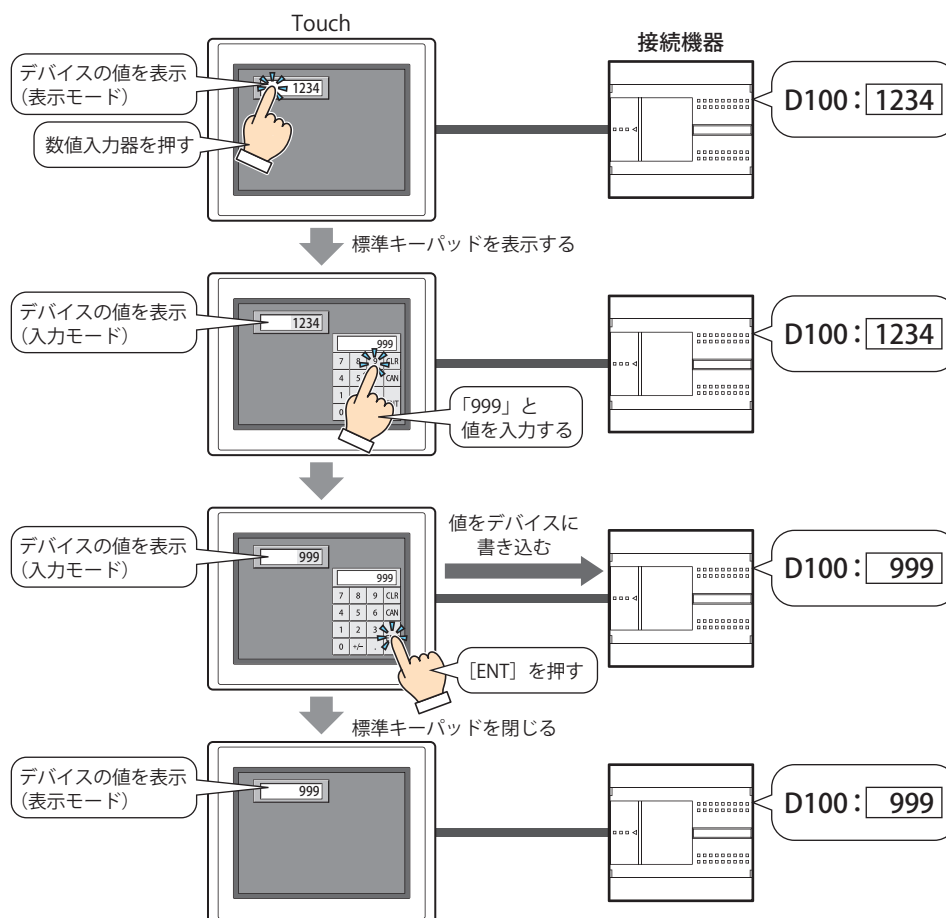 Touch
接続機器
デバイスの値を表示
（表示モード）
1234
数値入力器を押す
D100：1234
標準キーパッドを表示する
デバイスの値を表示
（入力モード）
1234
999
7 8 9 CLR
4 5 CAN
1
0
「999」と
値を入力する
D100：1234
値をデバイスに
書き込む
デバイスの値を表示
（入力モード）
999
999
7 8 9 CLR
4 5 6 CAN
1 2 3
0 +/- .
［ENT］を押す
D100：999
標準キーパッドを閉じる
デバイスの値を表示
（表示モード）
999
D100：999